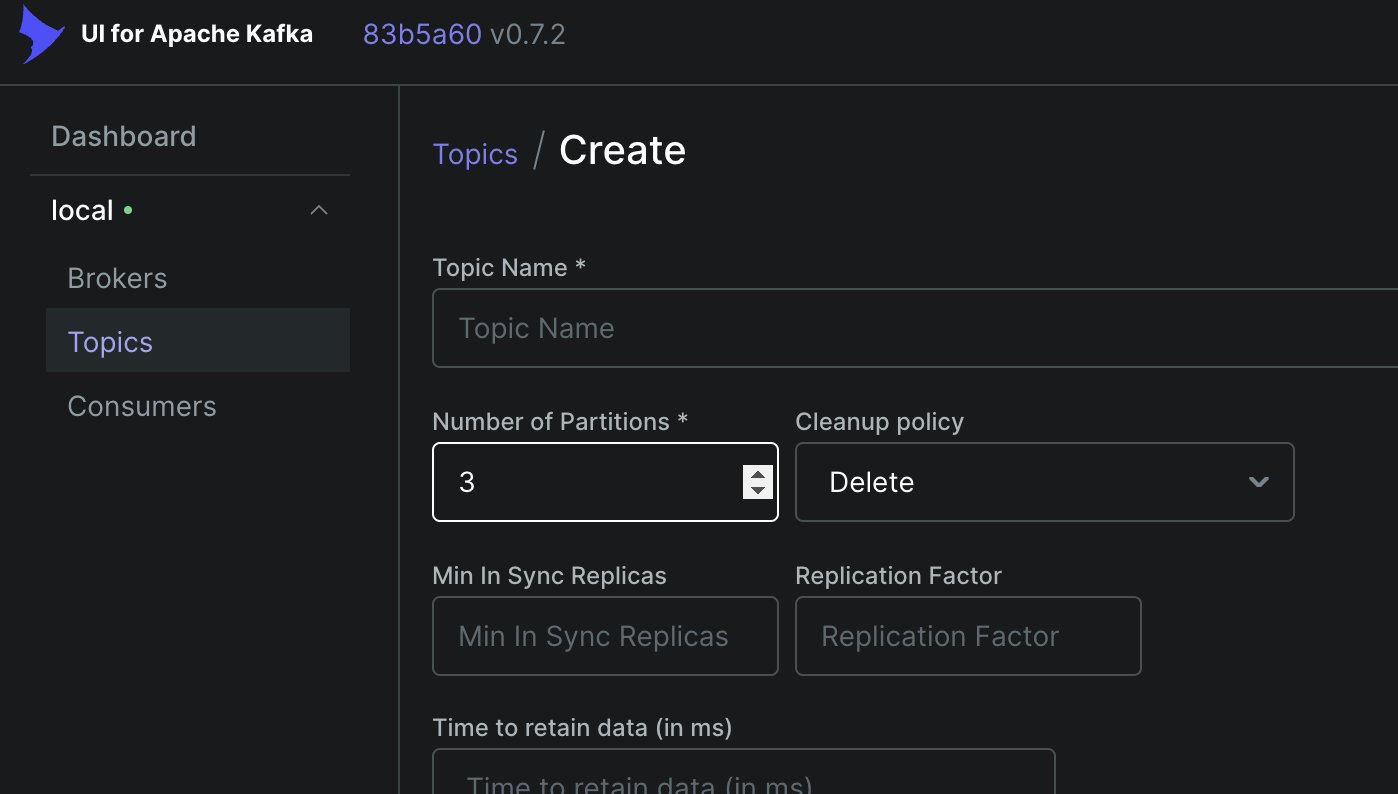 UI for Apache Kafka 83b5a60 v0.7.2
Dashboard
local
Brokers
Topics
Consumers
Topics / Create
Topic Name *
Topic Name
Number of Partitions * Cleanup policy
3 Delete
Min In Sync Replicas Replication Factor
Min In Sync Replicas Replication Factor
Time to retain data (in ms)
Time to retain data (in ms)